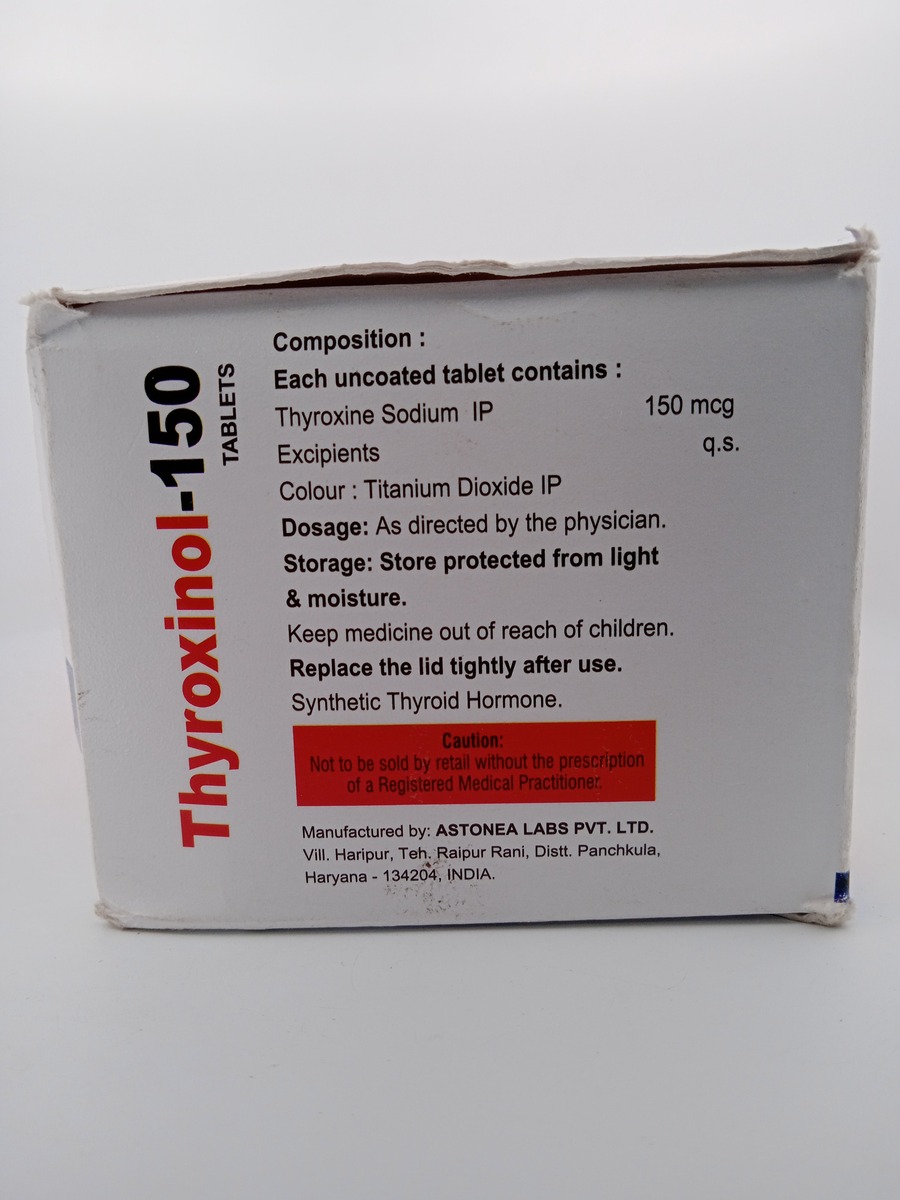 Thyroxinol-150
TABLETS
Composition :
Each uncoated tablet contains :
Thyroxine Sodium IP 150 mcg
Excipients q.s.
Colour : Titanium Dioxide IP
Dosage: As directed by the physician.
Storage: Store protected from light
& moisture.
Keep medicine out of reach of children.
Replace the lid tightly after use.
Synthetic Thyroid Hormone.
Caution:
Not to be sold by retail without the prescription
of a Registered Medical Practitioner.
Manufactured by: ASTONEA LABS PVT. LTD.
Vill. Haripur, Teh. Raipur Rani, Distt. Panchkula,
Haryana - 134204, INDIA.